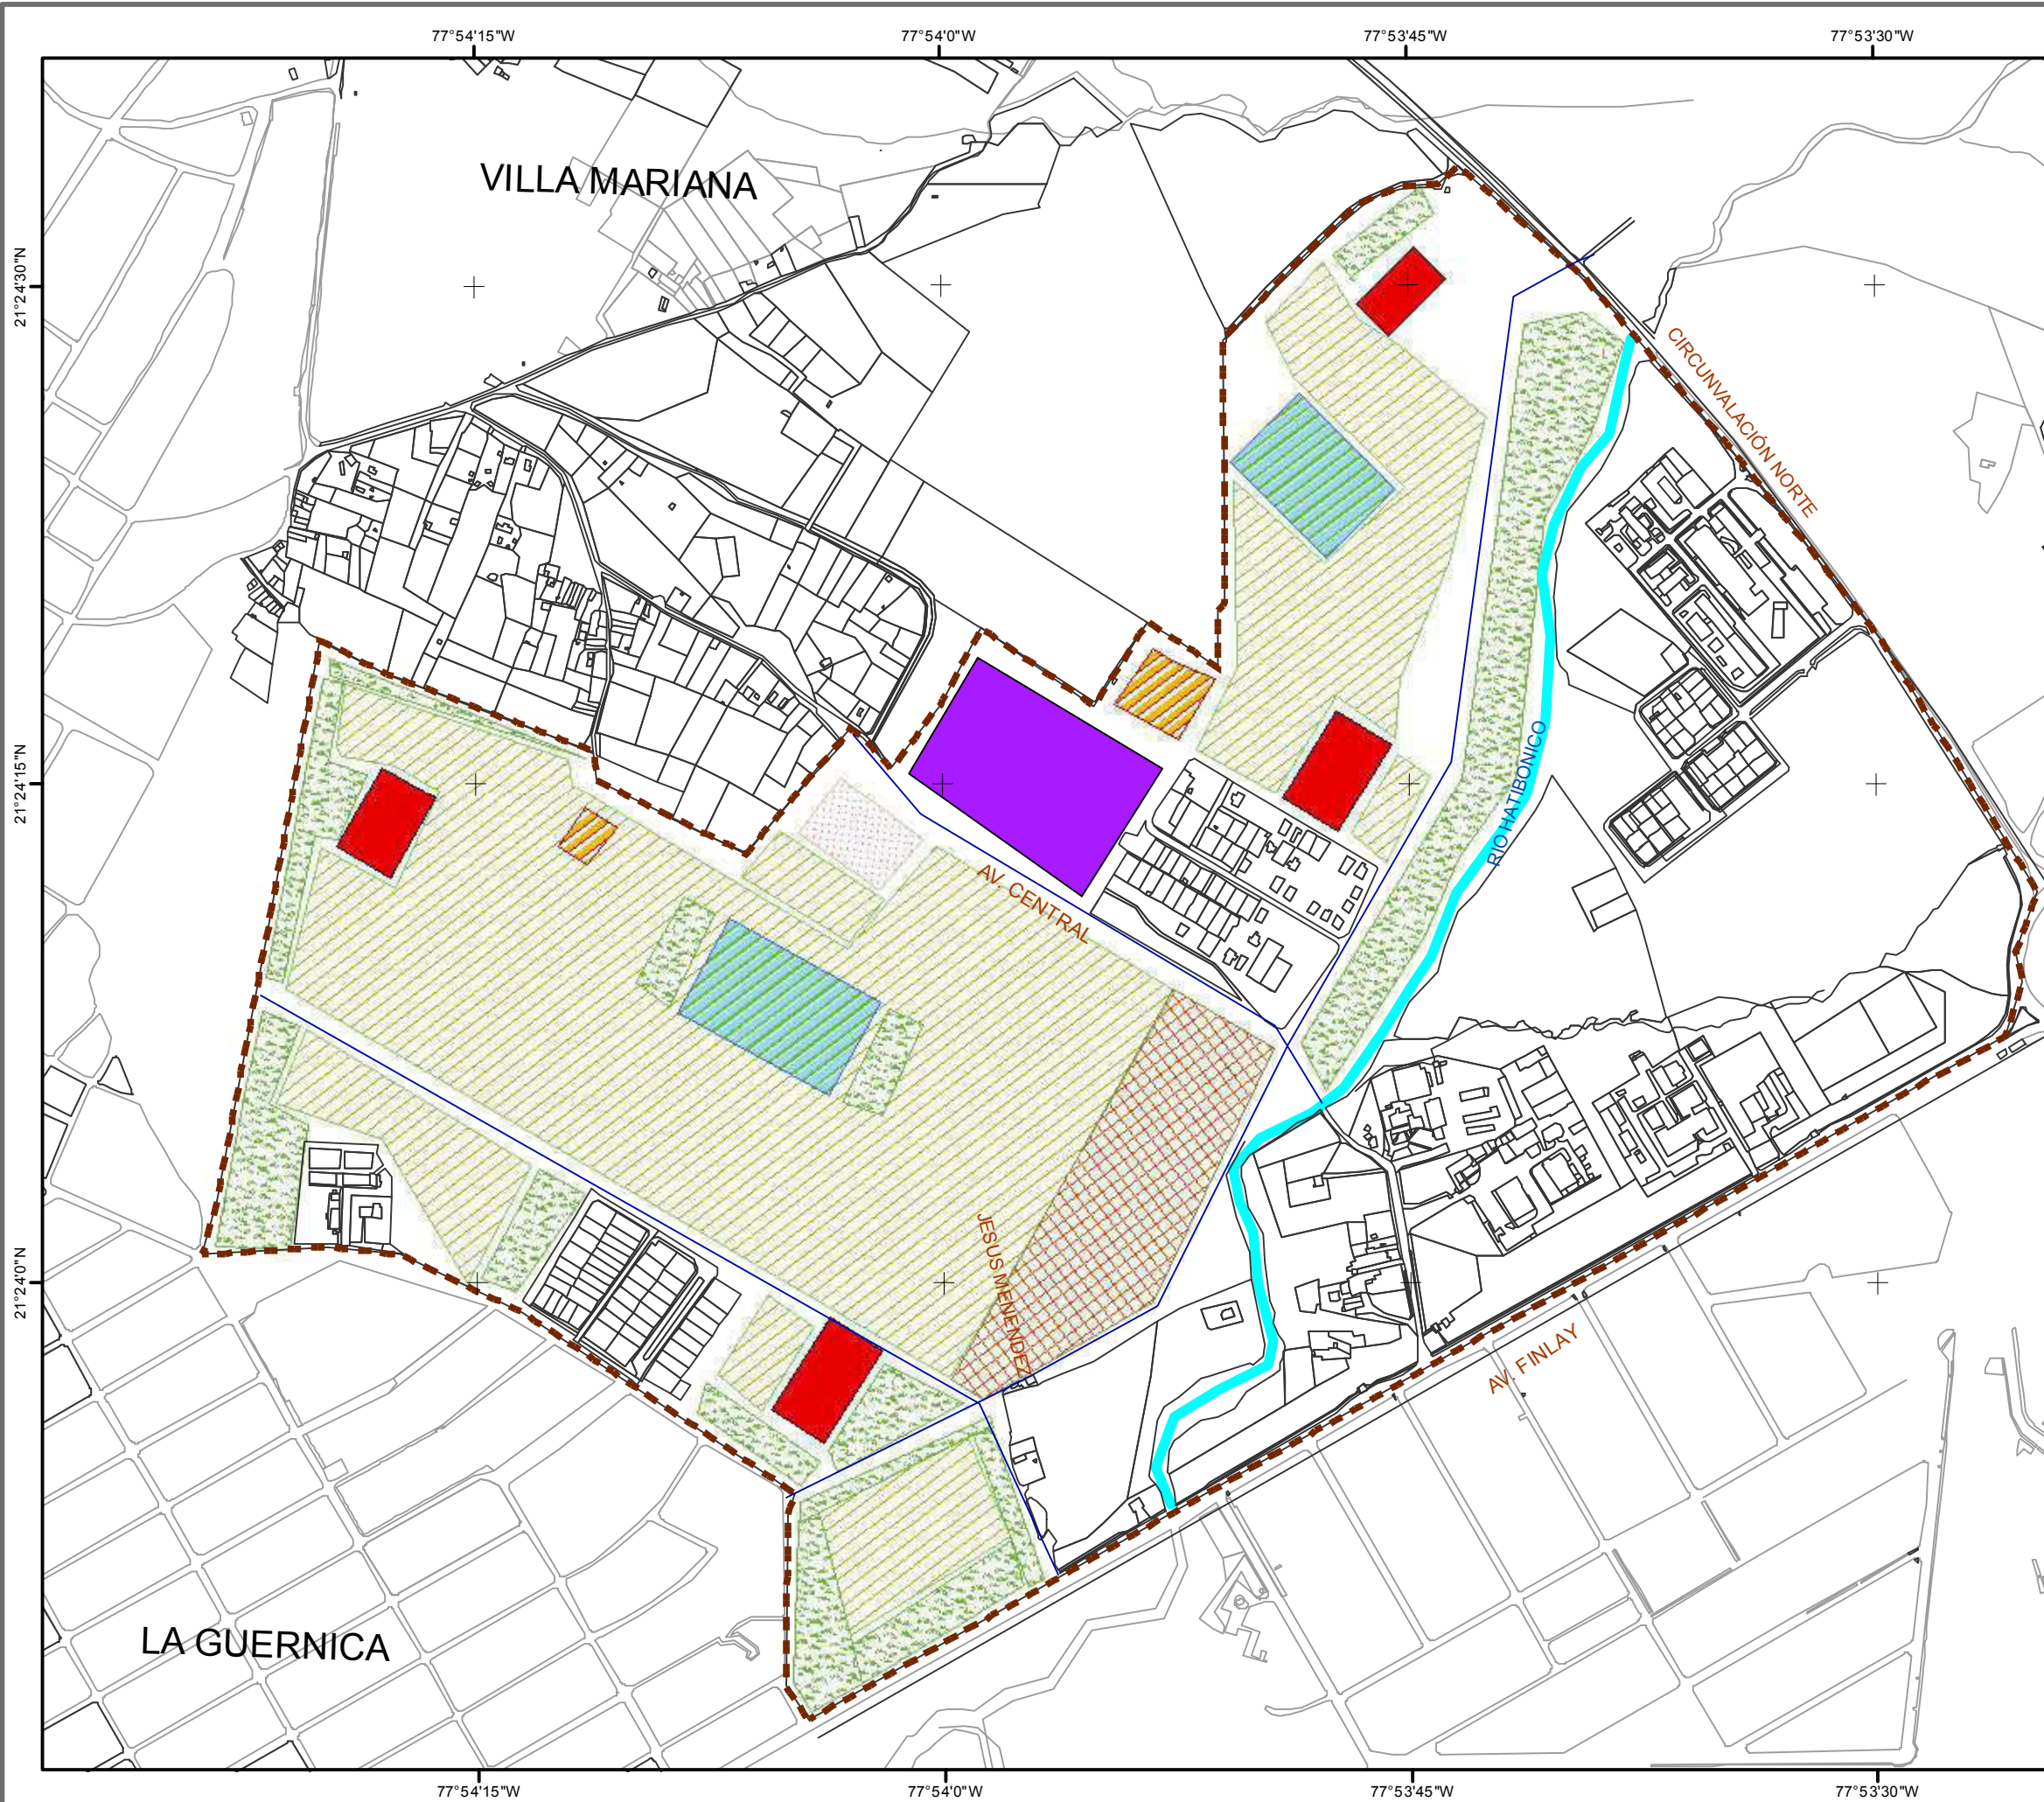 77°54'15"W
77°54'0"W
77°53'45"W
77°53'30"W
VILLA MARIANA
21°24'30"N
CIRCUNVALACIÓN NORTE
21°24'15"N
RIO HATIBONICO
AV. CENTRAL
21°24'0"N
JESUS MENENDEZ
AV. FINLAY
LA GUERNICA
77°54'15"W
77°54'0"W
77°53'45"W
77°53'30"W